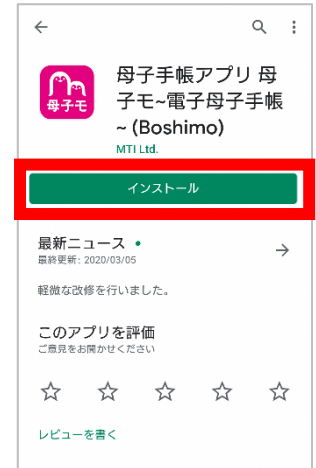 母子モ
母子手帳アプリ 母
子モ~電子母子手帳
~ (Boshimo)
MTI Ltd.
インストール
最新ニュース •
最終更新: 2020/03/05
軽微な改修を行いました。
このアプリを評価
ご意見をお聞かせください
レビューを書く